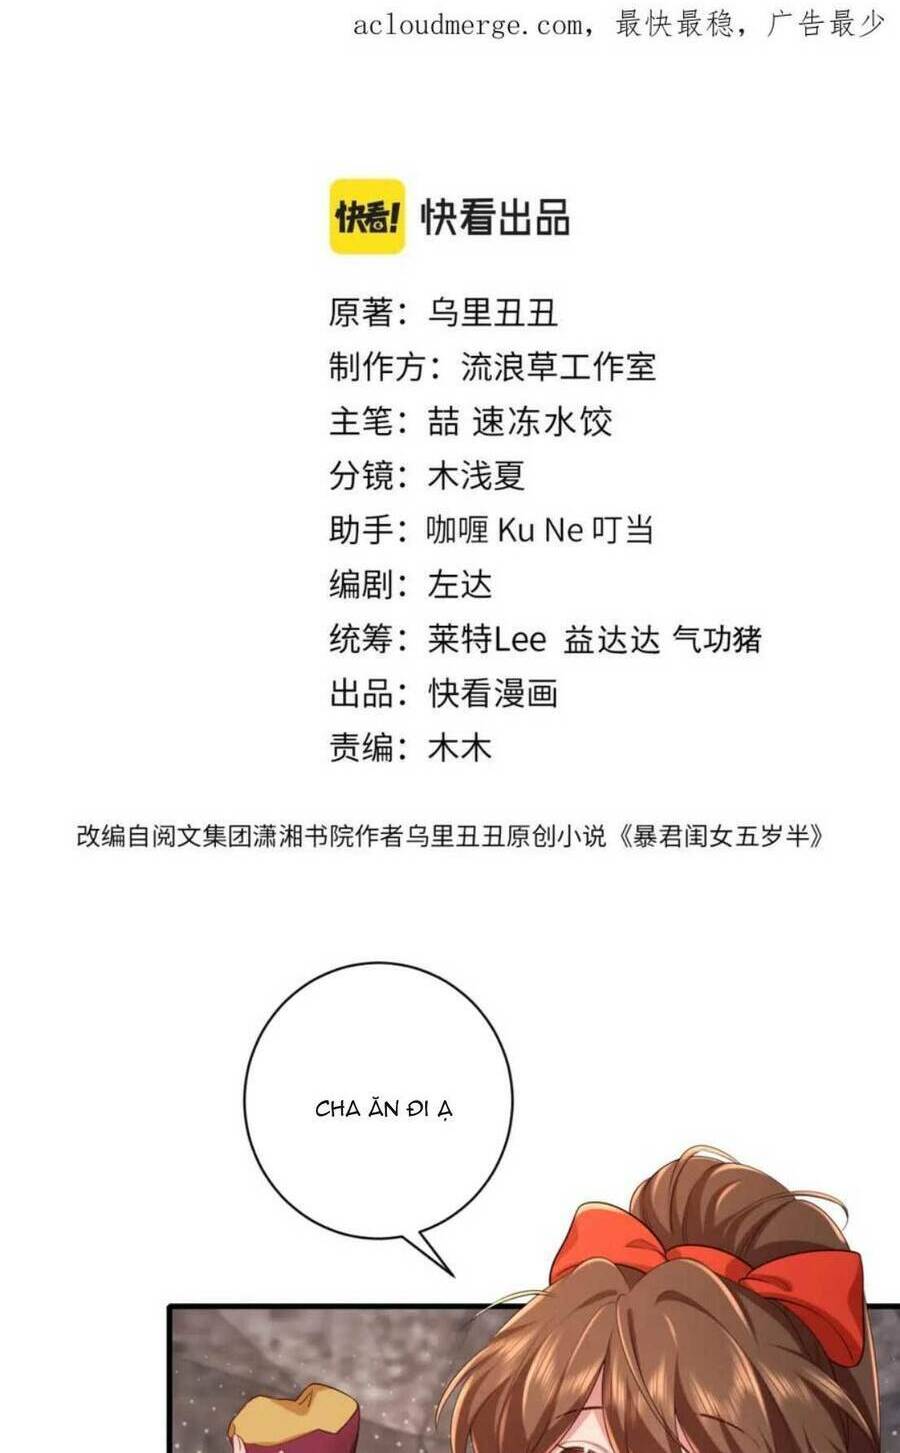 acloudmerge.com，最快最稳，广告最少
快看! 快看出品
原著：乌里丑丑
制作方：流浪草工作室
主笔：喆 速冻水饺
分镜：木浅夏
助手：咖喱 Ku Ne 叮当
编剧：左达
统筹：莱特Lee 益达达 气功猪
出品：快看漫画
责编：木木
改编自阅文集团潇湘书院作者乌里丑丑原创小说《暴君闺女五岁半》
CHA ĂN ĐI Ạ